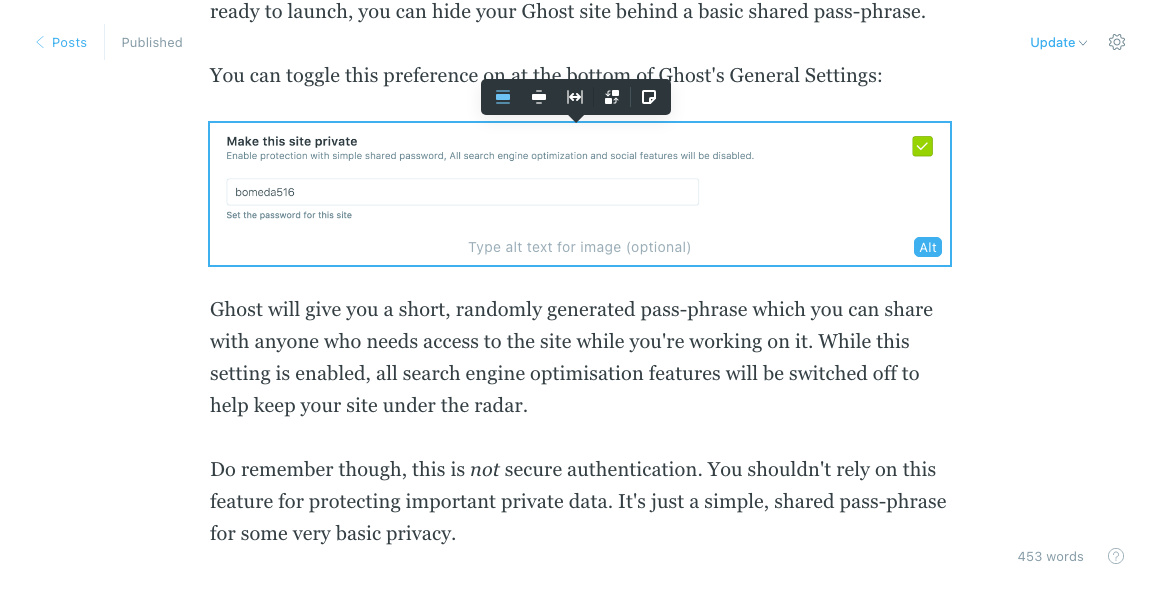 ready to launch, you can hide your Ghost site behind a basic shared pass-phrase.
Posts
Published
Update
You can toggle this preference on at the bottom of Ghost's General Settings:
Make this site private
Enable protection with simple shared password, All search engine optimization and social features will be disabled.
bomeda516
Set the password for this site
Type alt text for image (optional)
Alt
Ghost will give you a short, randomly generated pass-phrase which you can share
with anyone who needs access to the site while you're working on it. While this
setting is enabled, all search engine optimisation features will be switched off to
help keep your site under the radar.
Do remember though, this is not secure authentication. You shouldn't rely on this
feature for protecting important private data. It's just a simple, shared pass-phrase
for some very basic privacy.
453 words
?